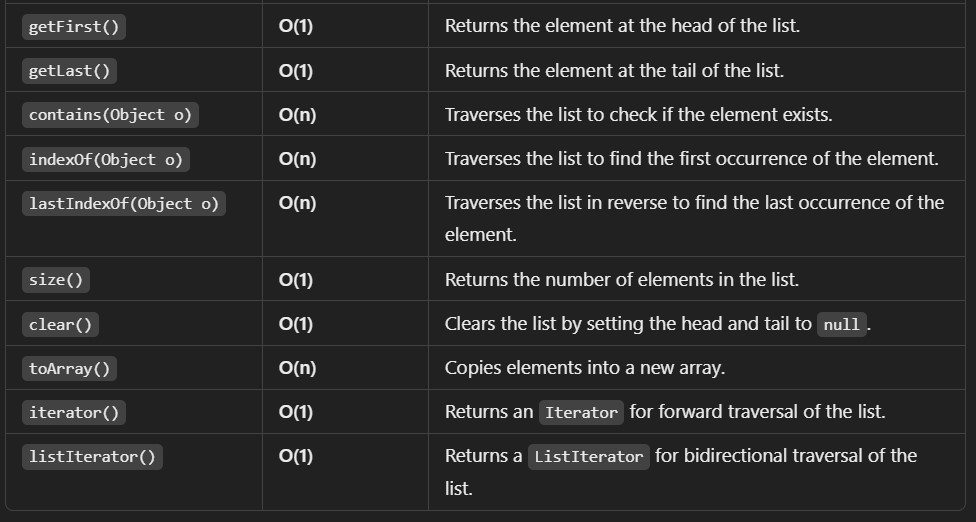 getFirst() O(1) Returns the element at the head of the list.
getLast() O(1) Returns the element at the tail of the list.
contains(Object o) O(n) Traverses the list to check if the element exists.
indexOf(Object o) O(n) Traverses the list to find the first occurrence of the element.
lastIndexOf(Object o) O(n) Traverses the list in reverse to find the last occurrence of the
element.
size() O(1) Returns the number of elements in the list.
clear() O(1) Clears the list by setting the head and tail to null.
toArray() O(n) Copies elements into a new array.
iterator() O(1) Returns an Iterator for forward traversal of the list.
listIterator() O(1) Returns a ListIterator for bidirectional traversal of the
list.